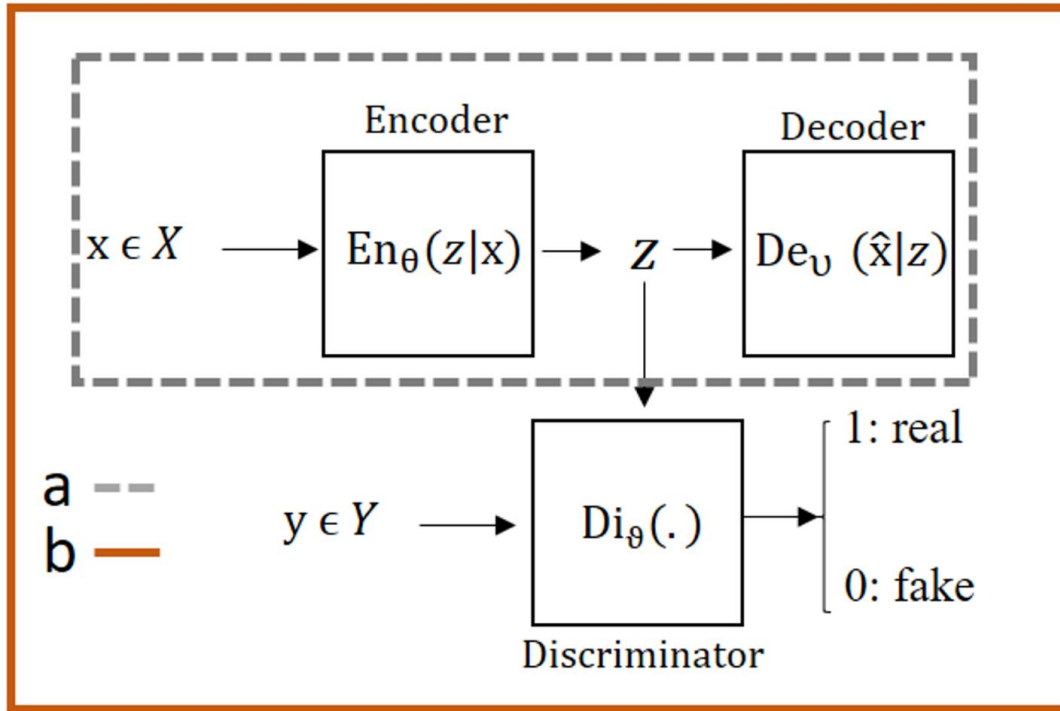 Encoder
Decoder
x ϵ X
En_θ(z|x)
z
De_υ (x̂|z)
1: real
a
y ϵ Y
Di_ϑ(.)
b
0: fake
Discriminator